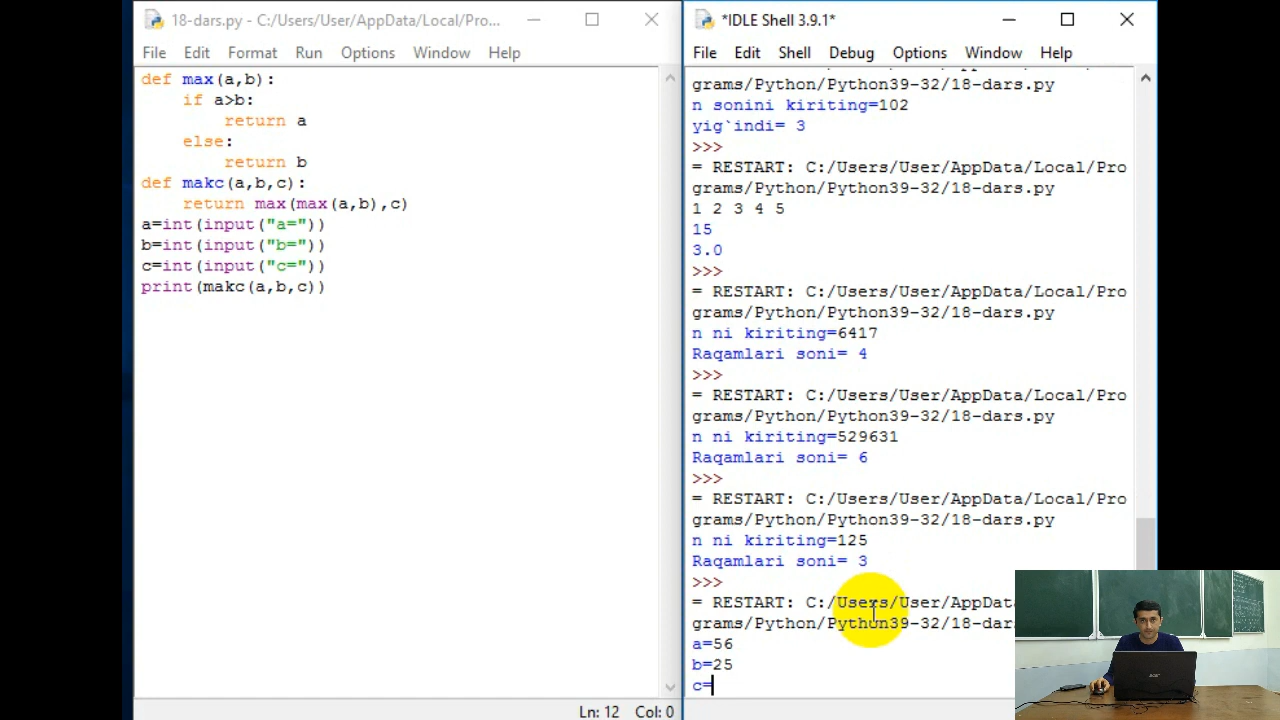 18-dars.py - C:/Users/User/AppData/Local/Pro...
File Edit Format Run Options Window Help
def max(a,b):
    if a>b:
        return a
    else:
        return b
def makc(a,b,c):
    return max(max(a,b),c)
a=int(input("a="))
b=int(input("b="))
c=int(input("c="))
print(makc(a,b,c))
Ln: 12 Col: 0
*IDLE Shell 3.9.1*
File Edit Shell Debug Options Window Help
grams/Python/Python39-32/18-dars.py
n sonini kiriting=102
yig`indi= 3
>>>
= RESTART: C:/Users/User/AppData/Local/Pro
grams/Python/Python39-32/18-dars.py
1 2 3 4 5
15
3.0
>>>
= RESTART: C:/Users/User/AppData/Local/Pro
grams/Python/Python39-32/18-dars.py
n ni kiriting=6417
Raqamlari soni= 4
>>>
= RESTART: C:/Users/User/AppData/Local/Pro
grams/Python/Python39-32/18-dars.py
n ni kiriting=529631
Raqamlari soni= 6
>>>
= RESTART: C:/Users/User/AppData/Local/Pro
grams/Python/Python39-32/18-dars.py
n ni kiriting=125
Raqamlari soni= 3
>>>
= RESTART: C:/Users/User/AppData
grams/Python/Python39-32/18-dars
a=56
b=25
c=
acer